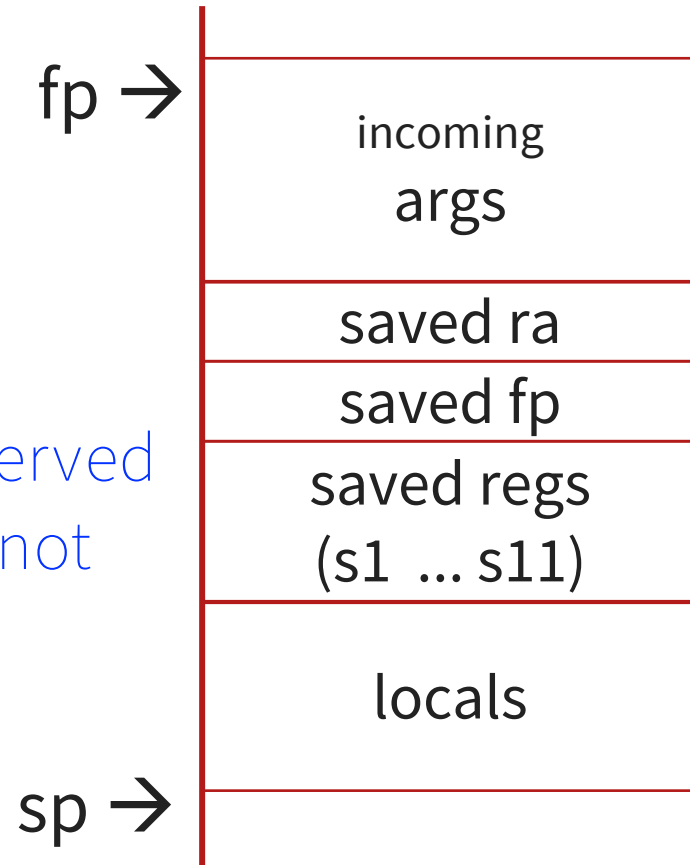 fp →
incoming
args
saved ra
saved fp
saved regs
(s1 ... s11)
erved
not
locals
sp →